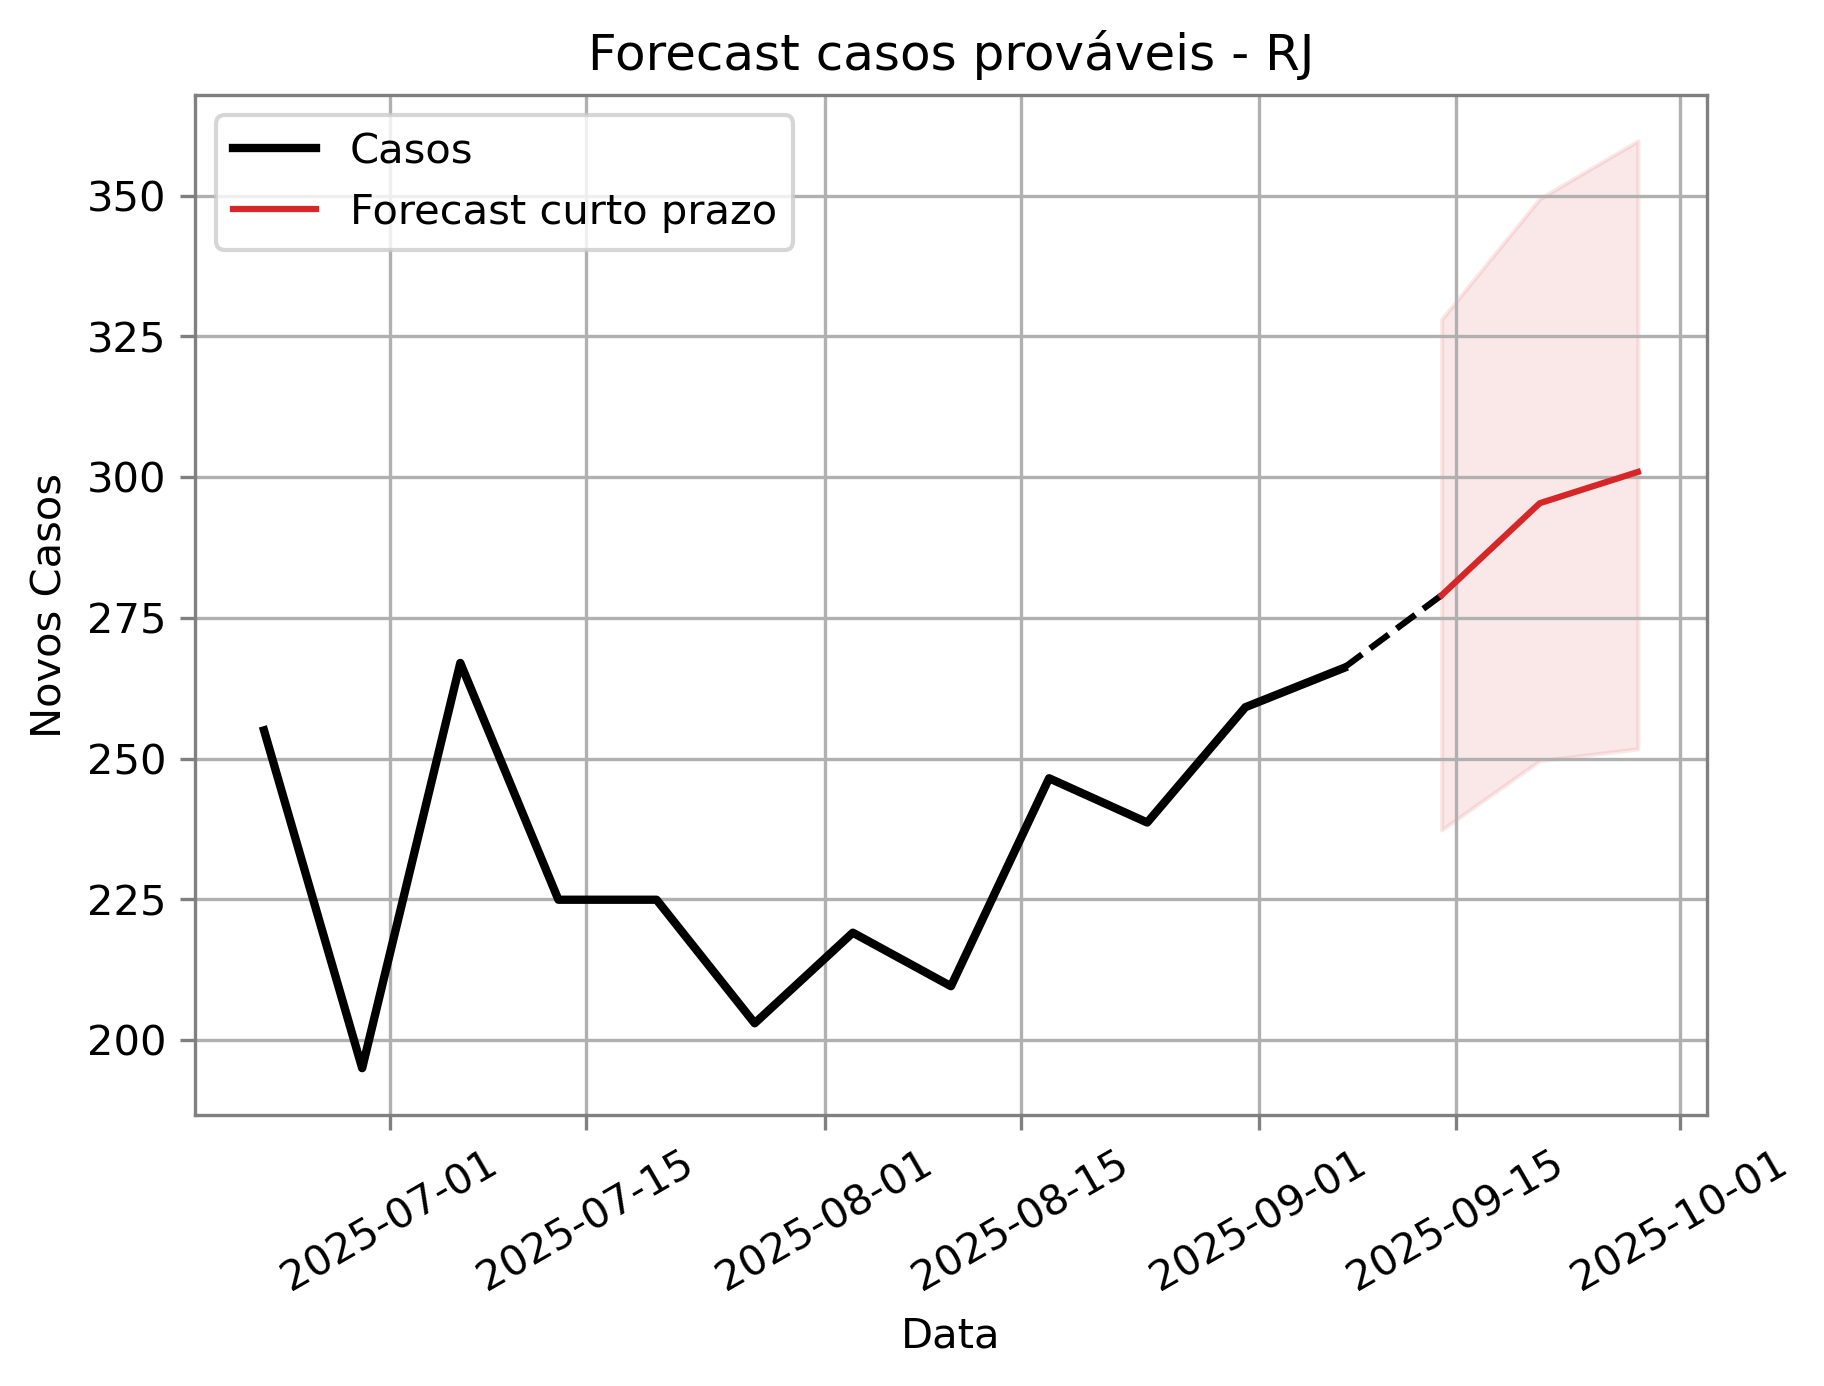 Forecast casos prováveis - RJ
Casos
Forecast curto prazo
350
325
300
275
250
225
200
Novos Casos
2025-07-01
2025-07-15
2025-08-01
2025-08-15
2025-09-01
2025-09-15
2025-10-01
Data